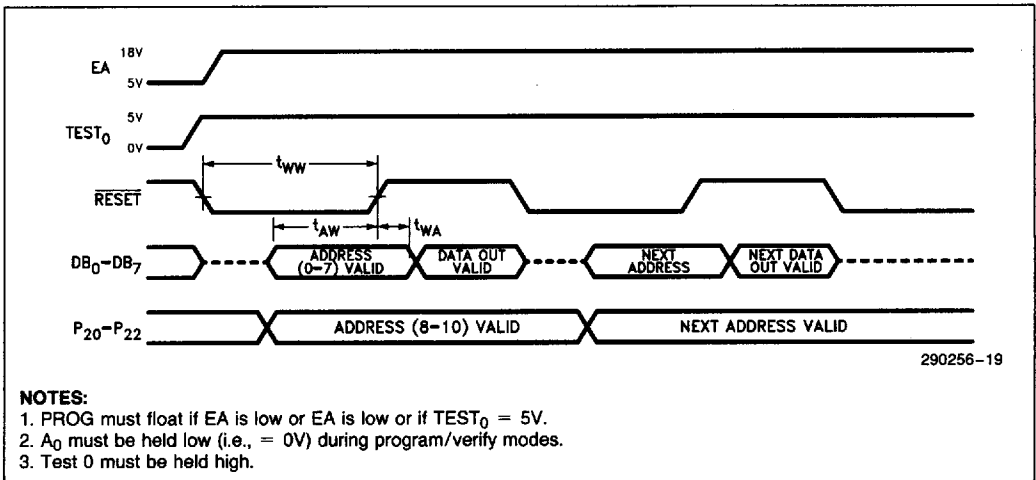 18V
EA
5V
5V
TEST0
0V
tWW
RESET
tAW
tWA
DB0–DB7
ADDRESS (0–7) VALID
DATA OUT VALID
NEXT ADDRESS
NEXT DATA OUT VALID
P20–P22
ADDRESS (8–10) VALID
NEXT ADDRESS VALID
290256–19
NOTES:
1. PROG must float if EA is low or EA is low or if TEST0 = 5V.
2. A0 must be held low (i.e., = 0V) during program/verify modes.
3. Test 0 must be held high.